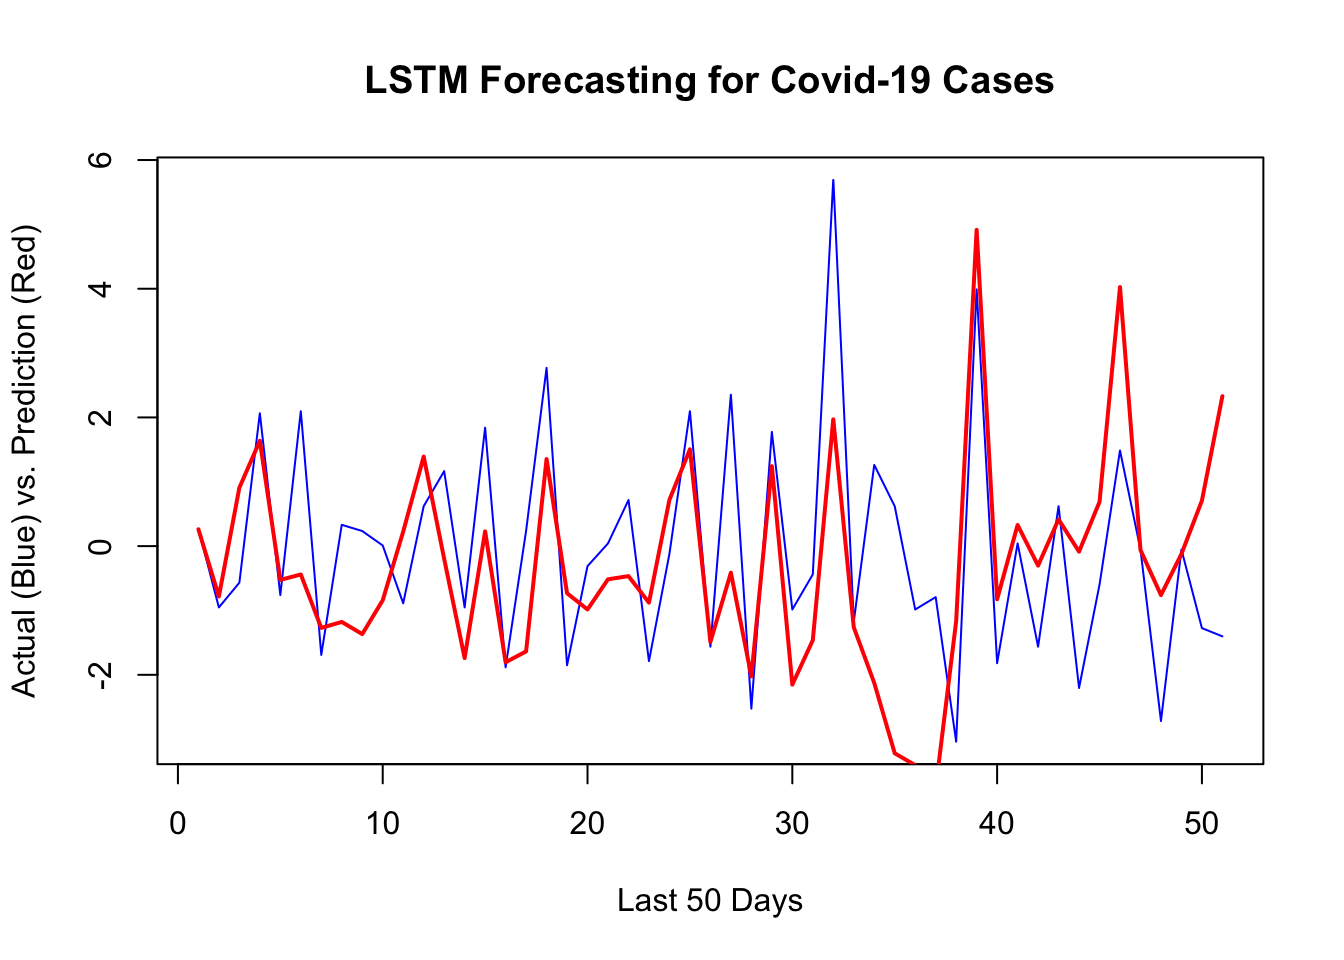 LSTM Forecasting for Covid-19 Cases
Actual (Blue) vs. Prediction (Red)
6
4
2
0
-2
0 10 20 30 40 50
Last 50 Days